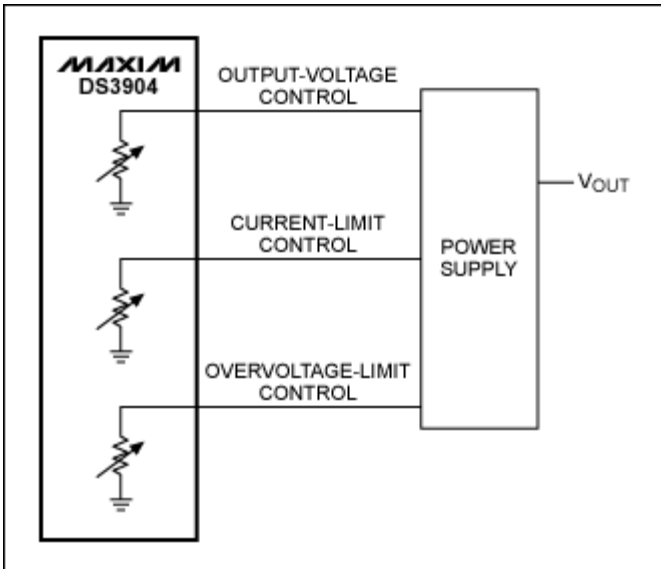 MAXIM
DS3904
OUTPUT-VOLTAGE
CONTROL
VOUT
CURRENT-LIMIT
CONTROL
POWER
SUPPLY
OVERVOLTAGE-LIMIT
CONTROL